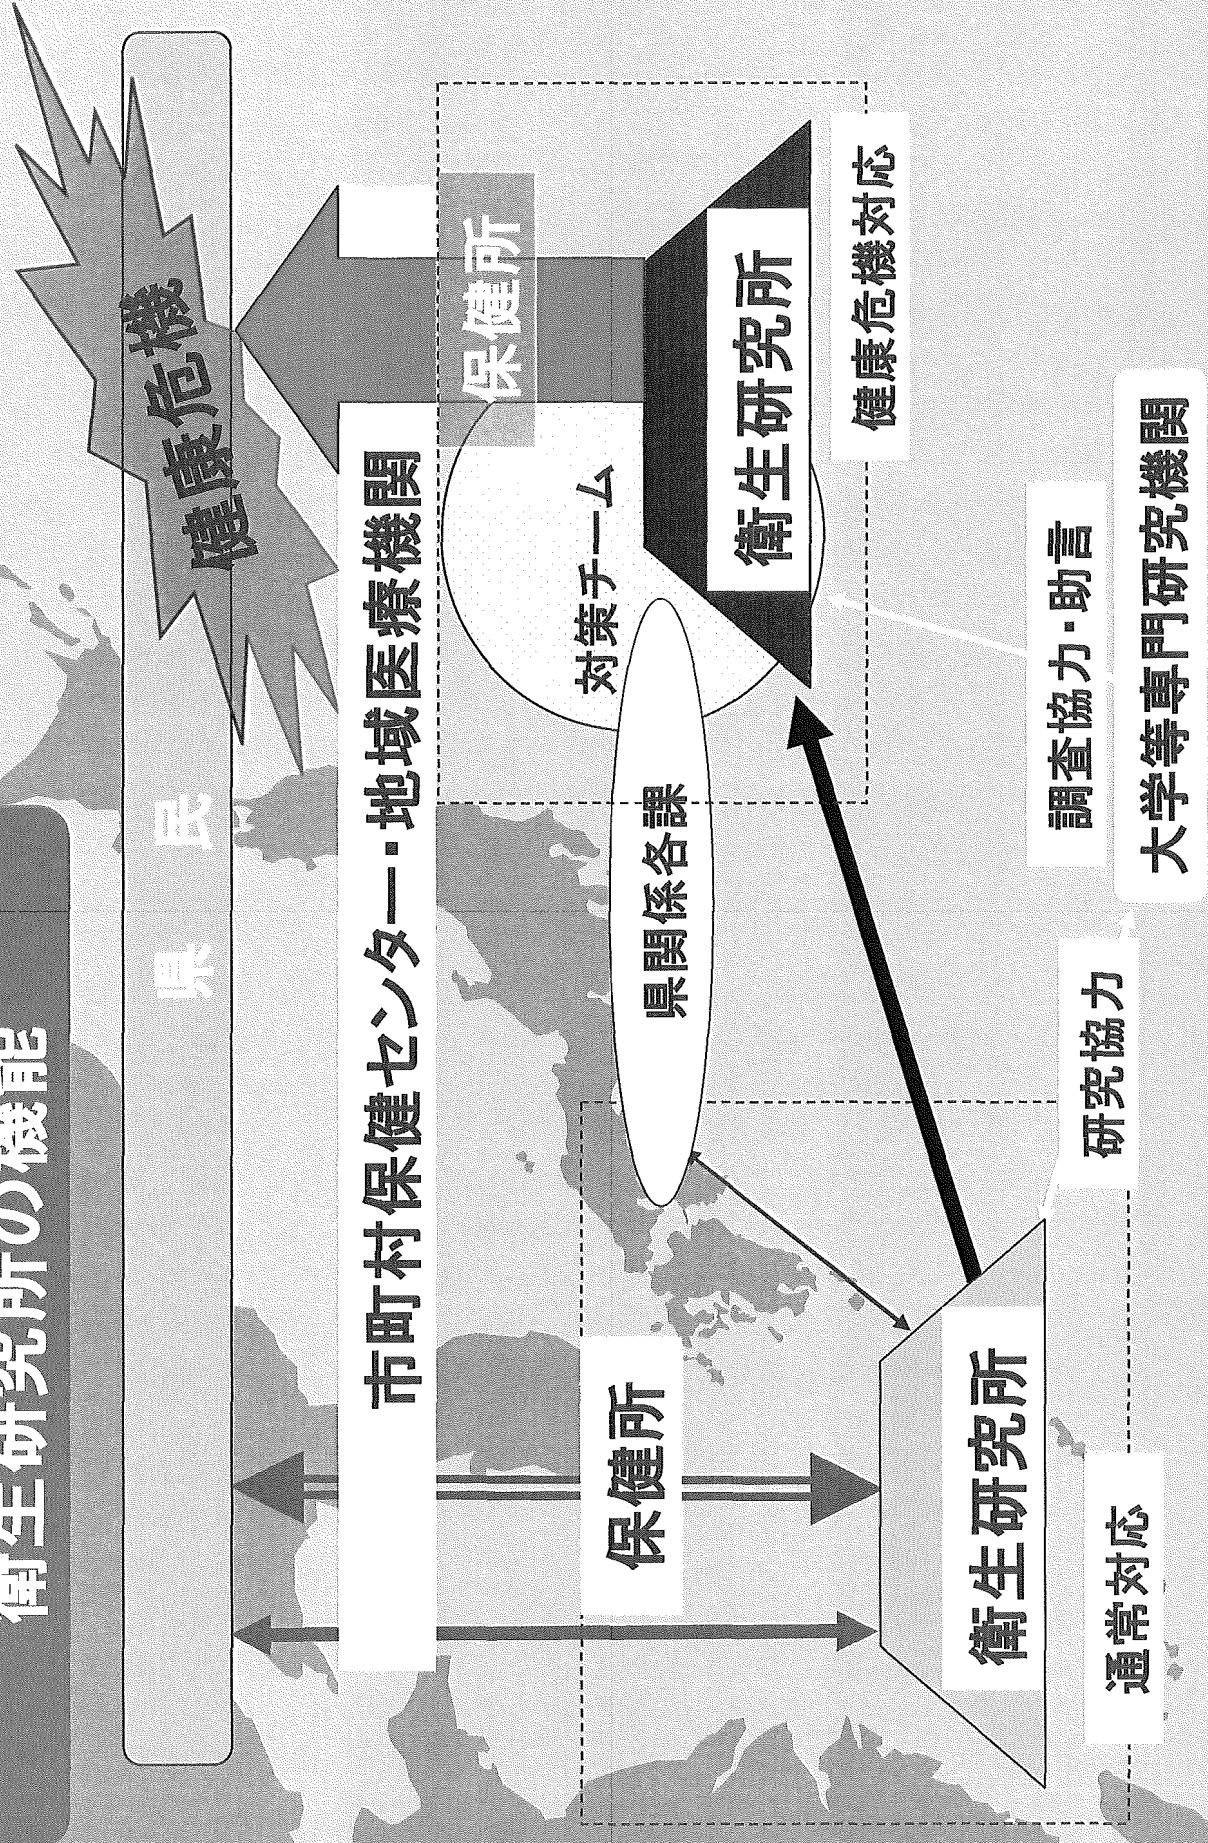 衛生研究所の機能
県 民
健康危機
市町村保健センター・地域医療機関
保健所
保健所
対策チーム
県関係各課
衛生研究所
衛生研究所
通常対応
健康危機対応
研究協力
調査協力・助言
大学等専門研究機関